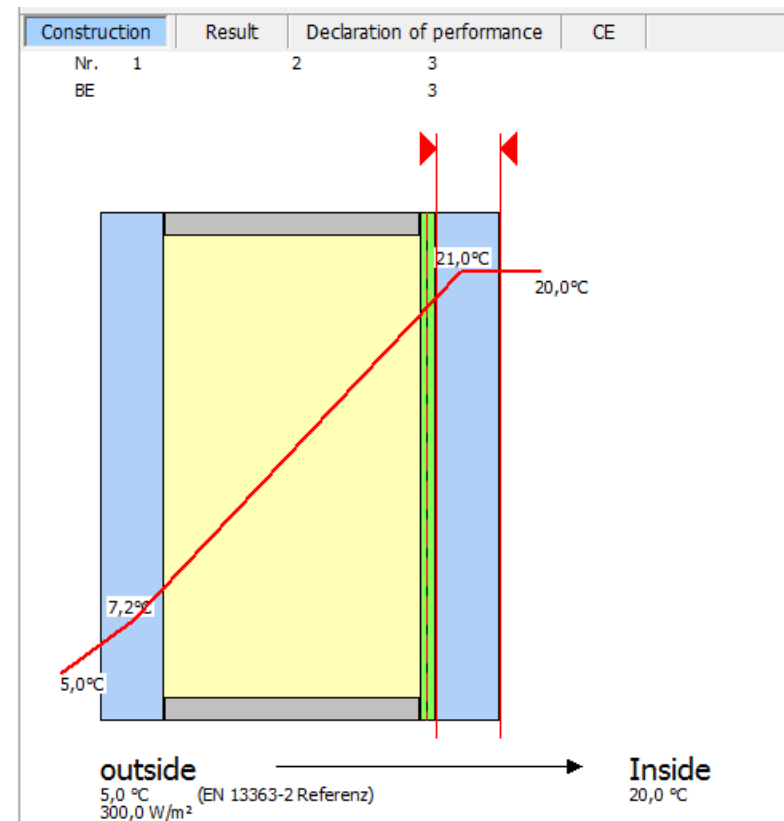 Construction Result Declaration of performance CE
Nr. 1 2 3
BE 3
21,0°C
20,0°C
7,2°C
5,0°C
outside Inside
5,0 °C (EN 13363-2 Referenz) 20,0 °C
300,0 W/m²